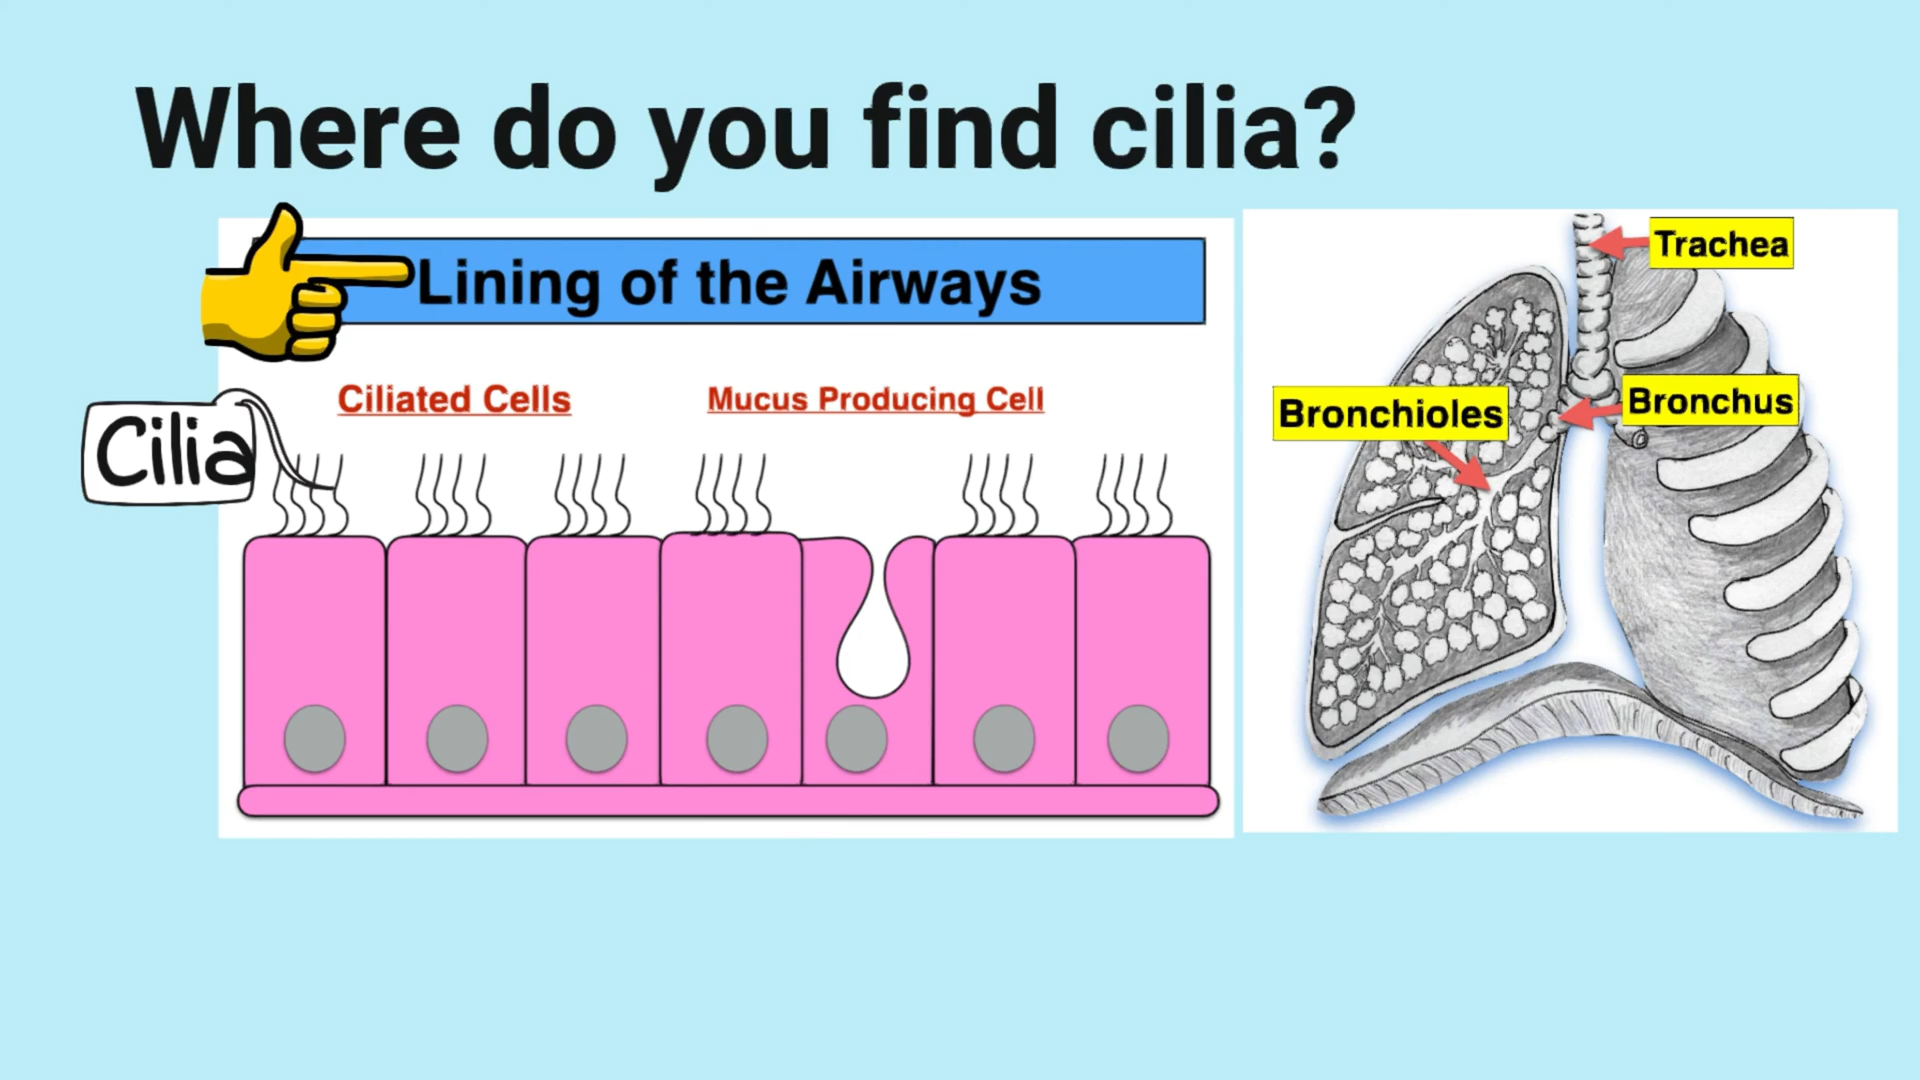 Where do you find cilia?
Lining of the Airways
Ciliated Cells
Mucus Producing Cell
Cilia
Trachea
Bronchioles
Bronchus